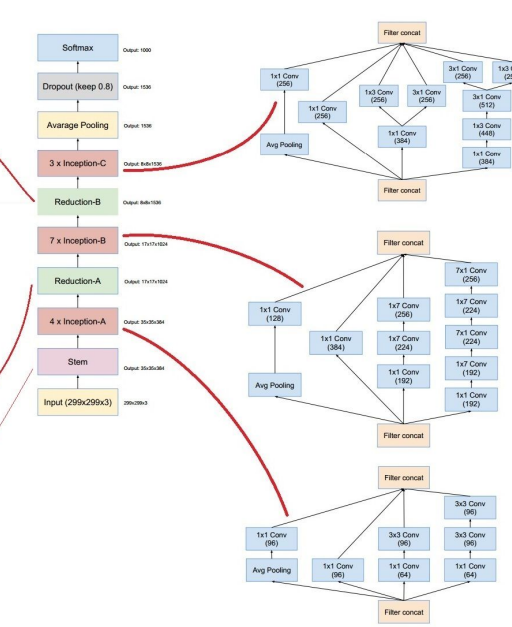 Softmax
Output: 1000
Dropout (keep 0.8)
Output: 1536
Avarage Pooling
Output: 1536
3 x Inception-C
Output: 8x8x1536
Reduction-B
Output: 8x8x1536
7 x Inception-B
Output: 17x17x1024
Reduction-A
Output: 17x17x1024
4 x Inception-A
Output: 35x35x384
Stem
Output: 35x35x384
Input (299x299x3)
299x299x3
Filter concat
1x1 Conv
(256)
Avg Pooling
1x1 Conv
(256)
1x3 Conv
(256)
3x1 Conv
(256)
1x1 Conv
(384)
3x1 Conv
(256)
1x3
3x1 Conv
(512)
1x3 Conv
(448)
1x1 Conv
(384)
Filter concat
Filter concat
1x1 Conv
(128)
Avg Pooling
1x1 Conv
(384)
1x7 Conv
(256)
1x7 Conv
(224)
1x1 Conv
(192)
7x1 Conv
(256)
1x7 Conv
(224)
7x1 Conv
(224)
1x7 Conv
(192)
1x1 Conv
(192)
Filter concat
Filter concat
1x1 Conv
(96)
Avg Pooling
1x1 Conv
(96)
3x3 Conv
(96)
1x1 Conv
(64)
3x3 Conv
(96)
3x3 Conv
(96)
1x1 Conv
(64)
Filter concat